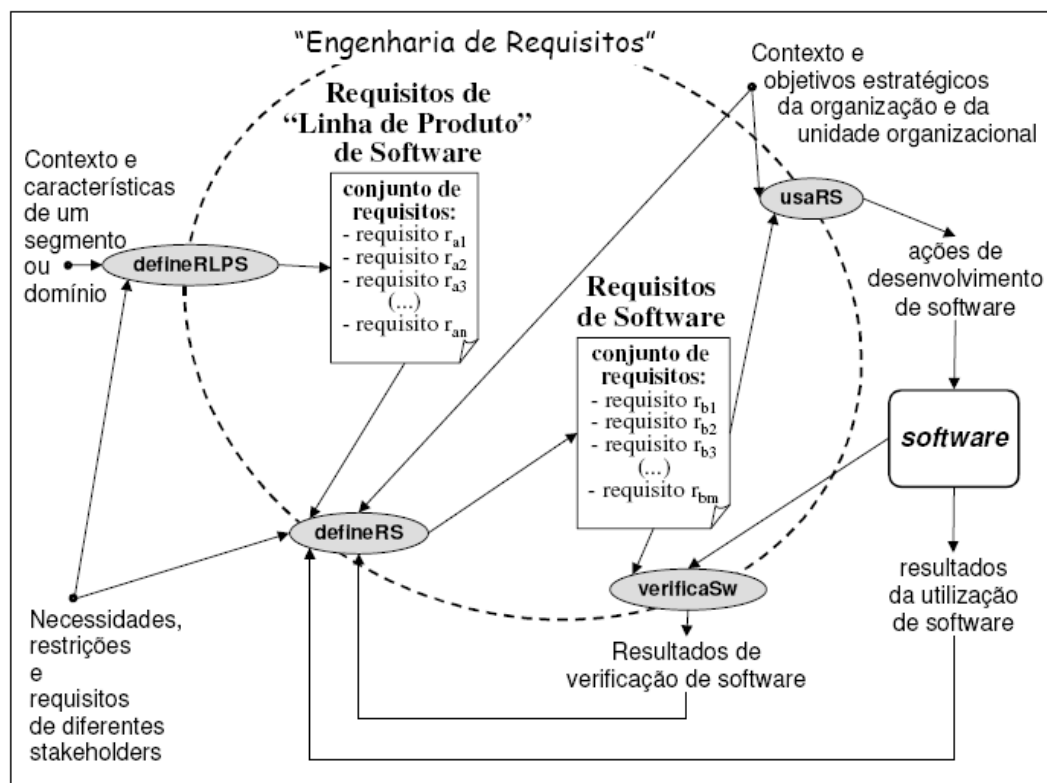 “Engenharia de Requisitos”
Requisitos de
“Linha de Produto”
de Software
conjunto de
requisitos:
- requisito ra1
- requisito ra2
- requisito ra3
(...)
- requisito ran
Contexto e
objetivos estratégicos
da organização e da
unidade organizacional
Contexto e
características
de um
segmento
ou
domínio
defineRLPS
usaRS
ações de
desenvolvimento
de software
Requisitos
de Software
conjunto de
requisitos:
- requisito rb1
- requisito rb2
- requisito rb3
(...)
- requisito rbm
software
defineRS
verificaSw
resultados
da utilização
de software
Necessidades,
restrições
e
requisitos
de diferentes
stakeholders
Resultados de
verificação de software